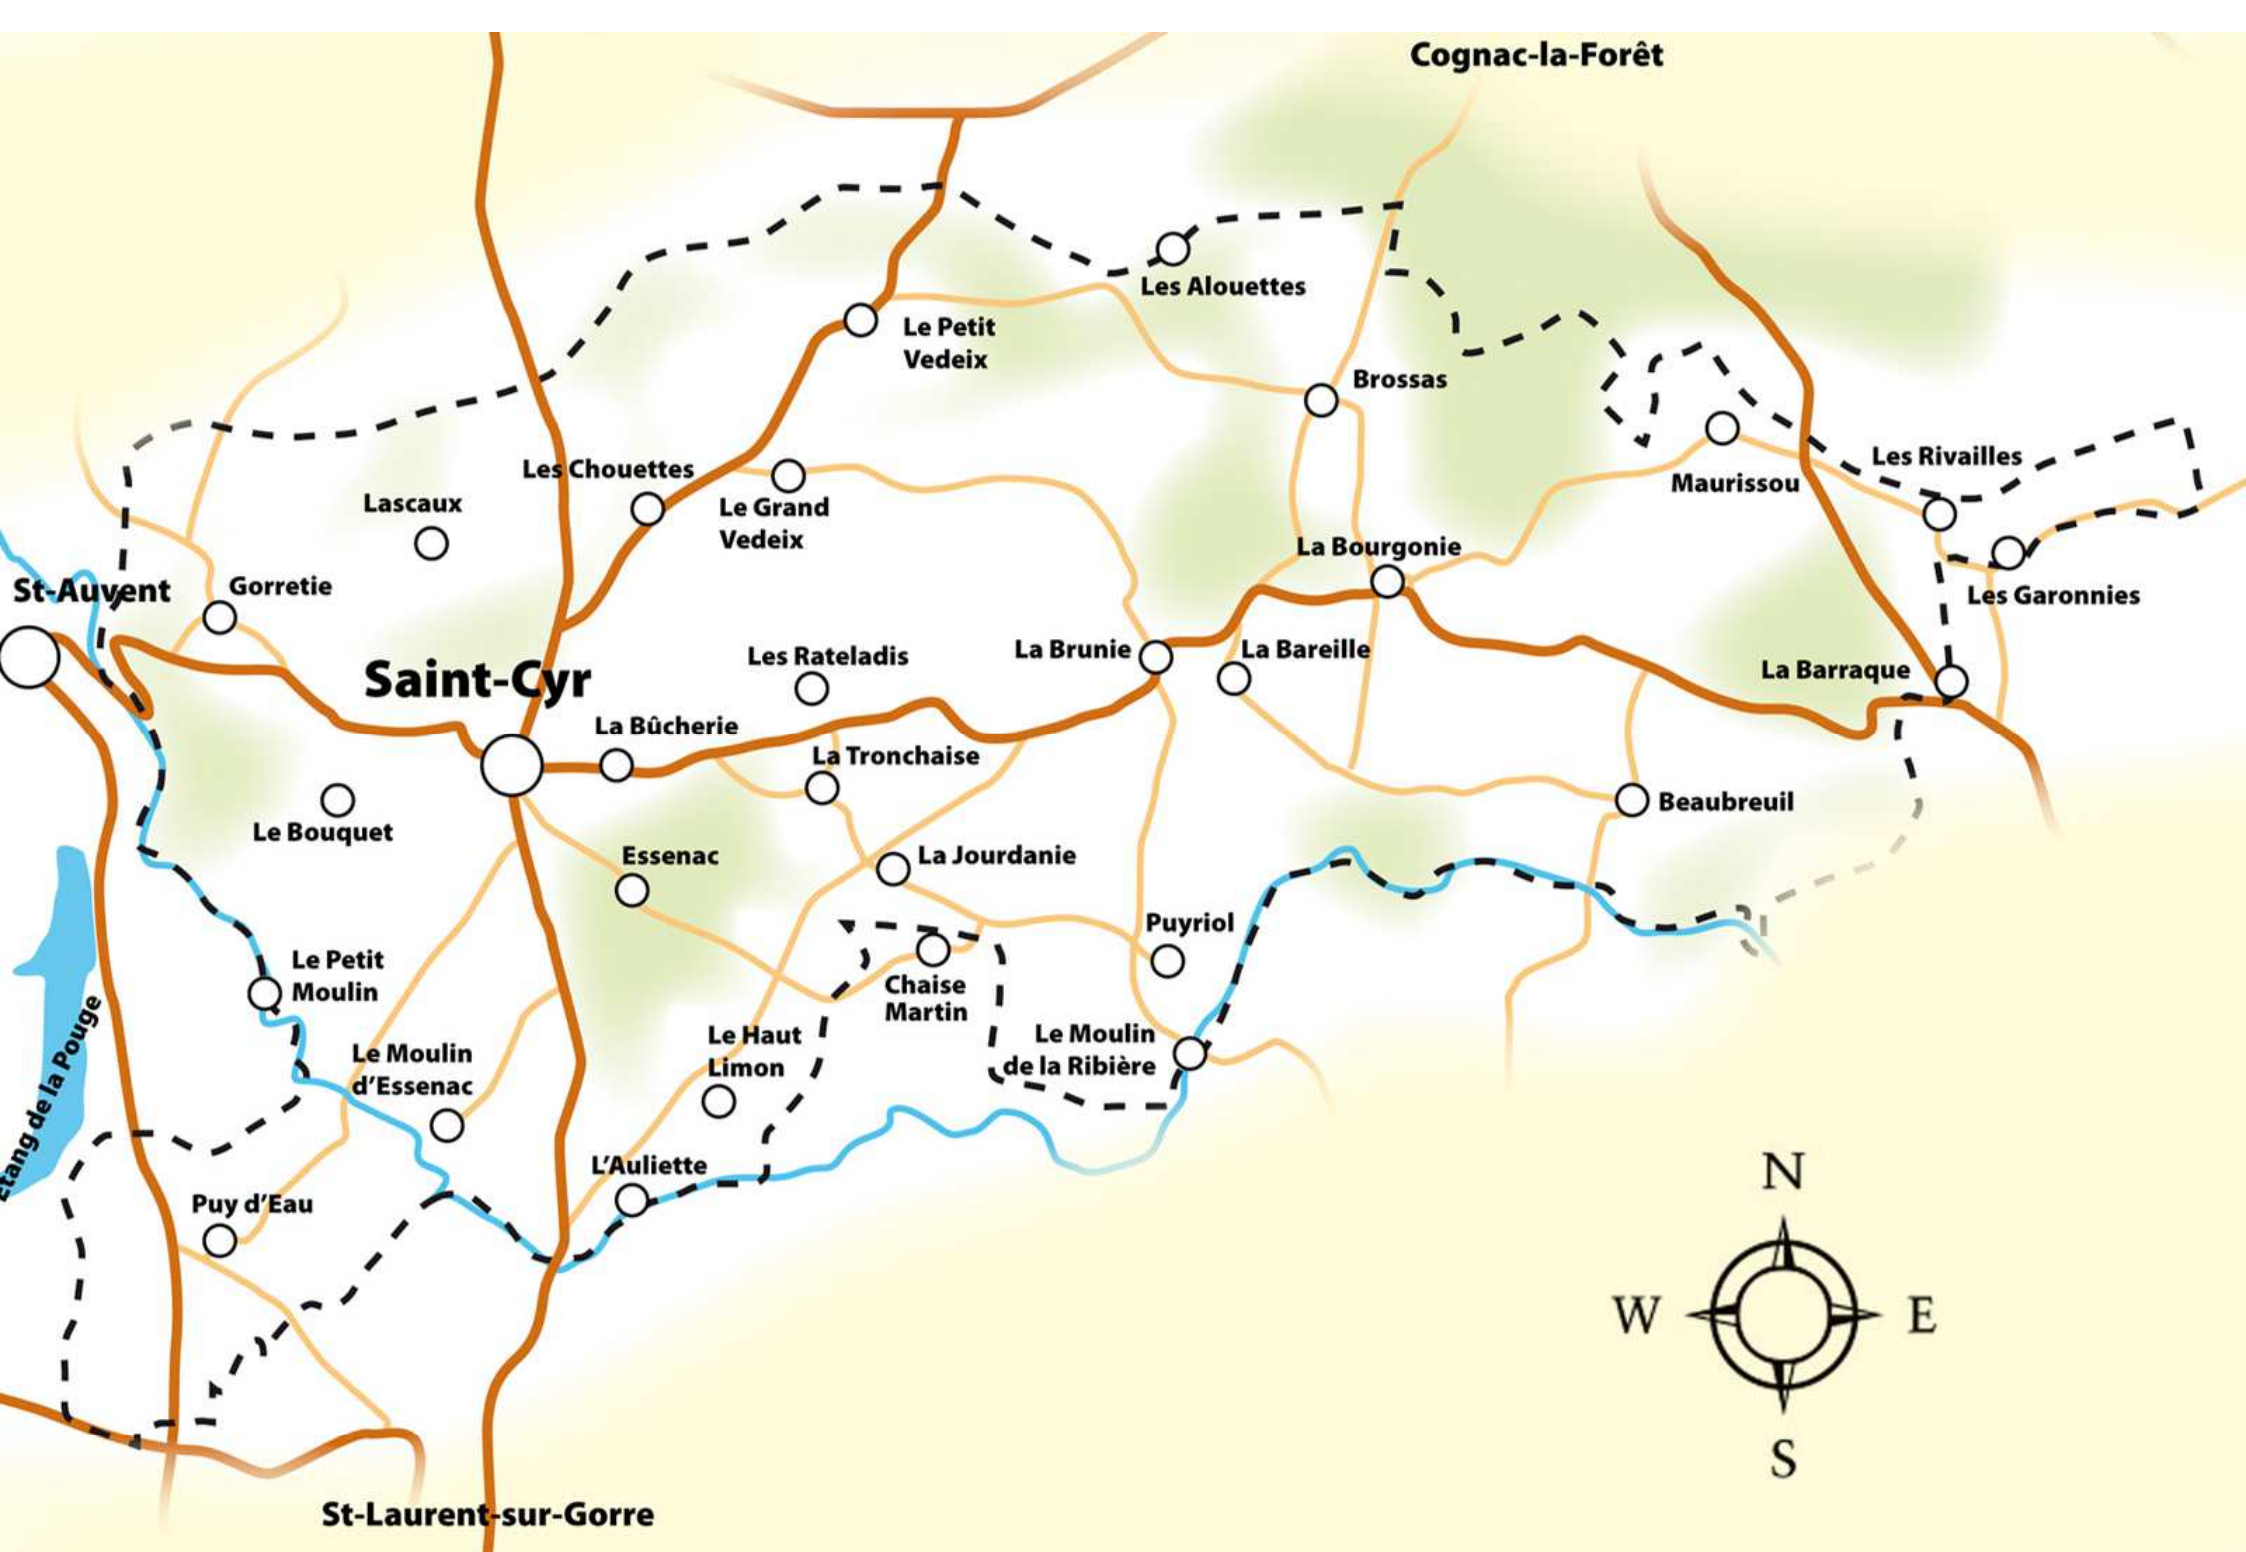 Cognac-la-Forêt
Les Alouettes
Le Petit
Vedeix
Brossas
Les Chouettes
Le Grand
Vedeix
Lascaux
Maurissou
Les Rivailles
La Bourgonie
St-Auvent
Gorretie
Les Garonnies
Saint-Cyr
Les Rateladis
La Brunie
La Bareille
La Barraque
La Bûcherie
La Tronchaise
Le Bouquet
Beaubreuil
Essenac
La Jourdanie
Puyriol
Le Petit
Moulin
Chaise
Martin
Etang de la Pouge
Le Moulin
d'Essenac
Le Haut
Limon
Le Moulin
de la Ribière
L'Auliette
Puy d'Eau
N
W
E
S
St-Laurent-sur-Gorre